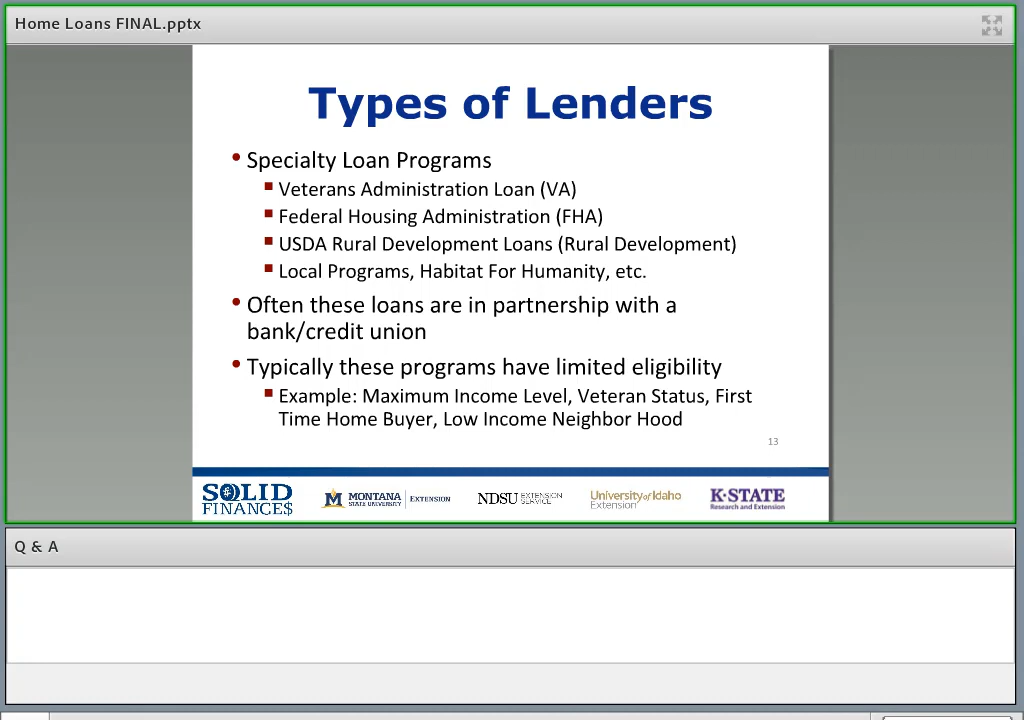 Home Loans FINAL.pptx
Types of Lenders
• Specialty Loan Programs
▪ Veterans Administration Loan (VA)
▪ Federal Housing Administration (FHA)
▪ USDA Rural Development Loans (Rural Development)
▪ Local Programs, Habitat For Humanity, etc.
• Often these loans are in partnership with a
bank/credit union
• Typically these programs have limited eligibility
▪ Example: Maximum Income Level, Veteran Status, First
Time Home Buyer, Low Income Neighbor Hood
13
SOLID
FINANCE$
M MONTANA
STATE UNIVERSITY
EXTENSION
NDSU EXTENSION
SERVICE
University of Idaho
Extension
K-STATE
Research and Extension
Q & A